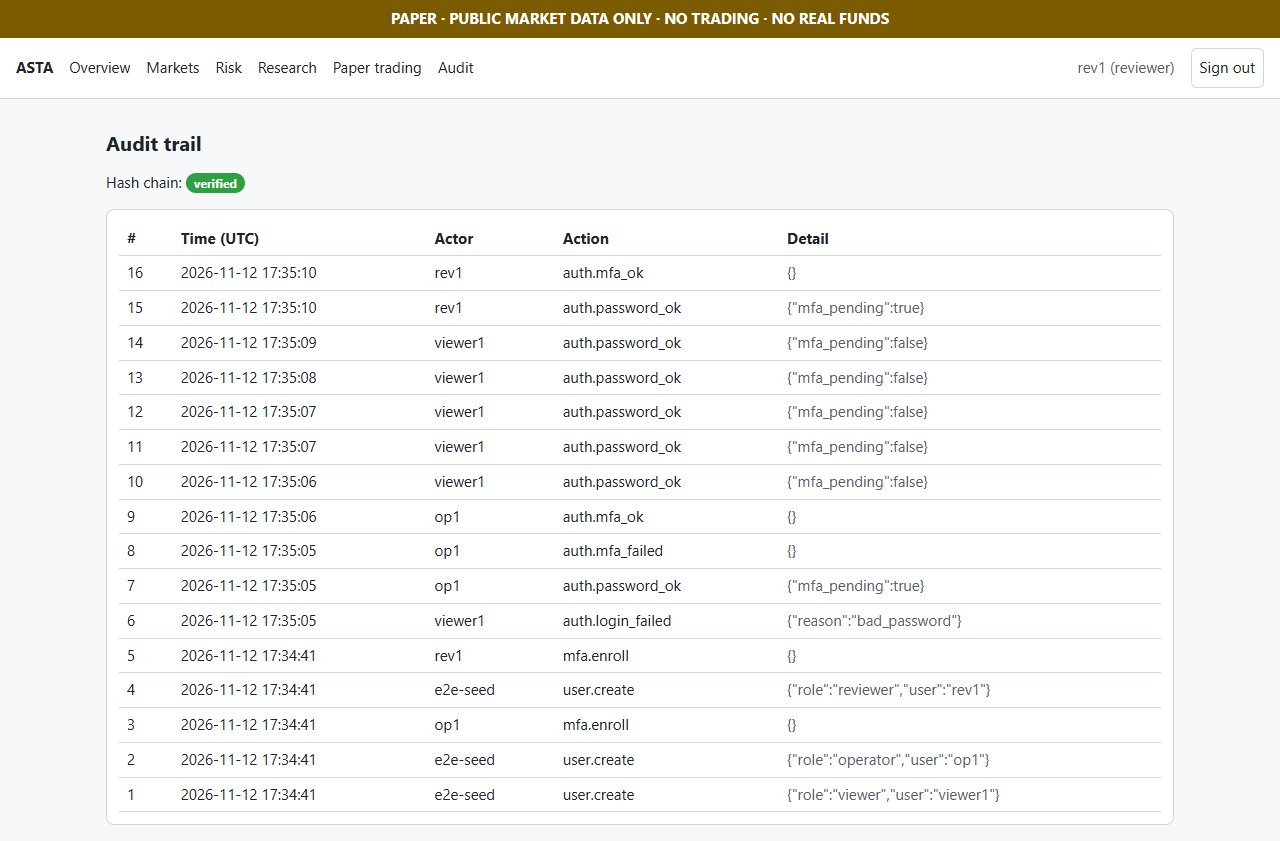 PAPER · PUBLIC MARKET DATA ONLY · NO TRADING · NO REAL FUNDS
ASTA Overview Markets Risk Research Paper trading Audit rev1 (reviewer) Sign out
Audit trail
Hash chain: verified
# Time (UTC) Actor Action Detail
16 2026-11-12 17:35:10 rev1 auth.mfa_ok {}
15 2026-11-12 17:35:10 rev1 auth.password_ok {"mfa_pending":true}
14 2026-11-12 17:35:09 viewer1 auth.password_ok {"mfa_pending":false}
13 2026-11-12 17:35:08 viewer1 auth.password_ok {"mfa_pending":false}
12 2026-11-12 17:35:07 viewer1 auth.password_ok {"mfa_pending":false}
11 2026-11-12 17:35:07 viewer1 auth.password_ok {"mfa_pending":false}
10 2026-11-12 17:35:06 viewer1 auth.password_ok {"mfa_pending":false}
9 2026-11-12 17:35:06 op1 auth.mfa_ok {}
8 2026-11-12 17:35:05 op1 auth.mfa_failed {}
7 2026-11-12 17:35:05 op1 auth.password_ok {"mfa_pending":true}
6 2026-11-12 17:35:05 viewer1 auth.login_failed {"reason":"bad_password"}
5 2026-11-12 17:34:41 rev1 mfa.enroll {}
4 2026-11-12 17:34:41 e2e-seed user.create {"role":"reviewer","user":"rev1"}
3 2026-11-12 17:34:41 op1 mfa.enroll {}
2 2026-11-12 17:34:41 e2e-seed user.create {"role":"operator","user":"op1"}
1 2026-11-12 17:34:41 e2e-seed user.create {"role":"viewer","user":"viewer1"}